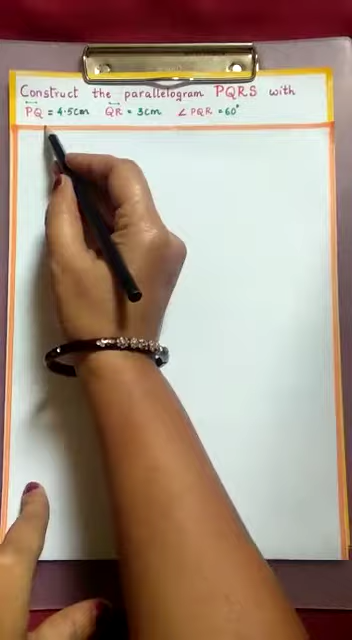 Construct the parallelogram PQRS with
PQ = 4.5cm QR = 3cm ∠ PQR = 60°